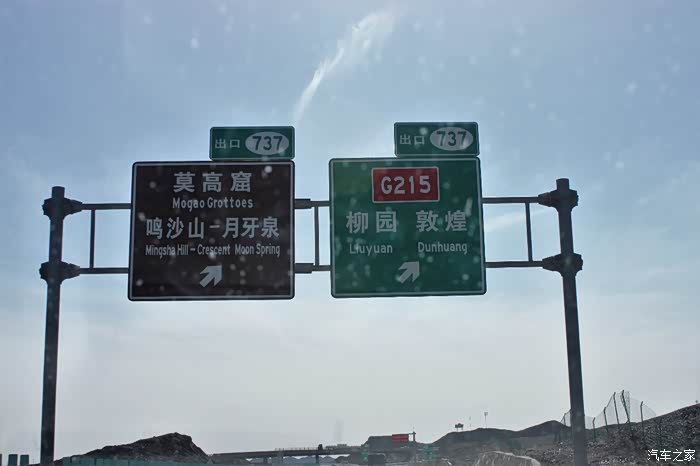 出口 737
莫高窟
Mogao Grottoes
鸣沙山-月牙泉
Mingsha Hill-Crescent Moon Spring
出口 737
G215
柳园 敦煌
Liuyuan Dunhuang
汽车之家